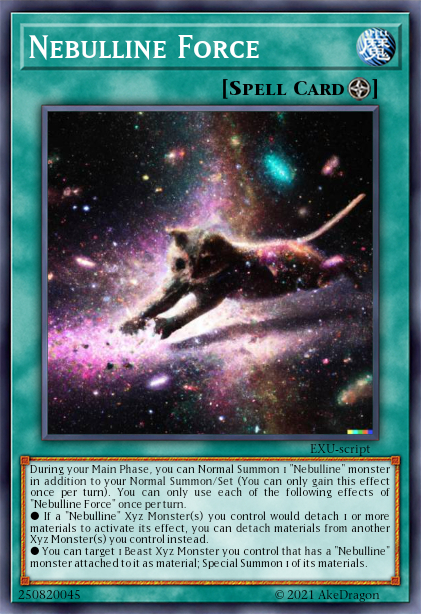 Nebulline Force
[Spell Card]
EXU-script
During your Main Phase, you can Normal Summon 1 "Nebulline" monster
in addition to your Normal Summon/Set (You can only gain this effect
once per turn). You can only use each of the following effects of
"Nebulline Force" once per turn.
● If a "Nebulline" Xyz Monster(s) you control would detach 1 or more
materials to activate its effect, you can detach materials from another
Xyz Monster(s) you control instead.
● You can target 1 Beast Xyz Monster you control that has a "Nebulline"
monster attached to it as material; Special Summon 1 of its materials.
250820045 © 2021 AkeDragon